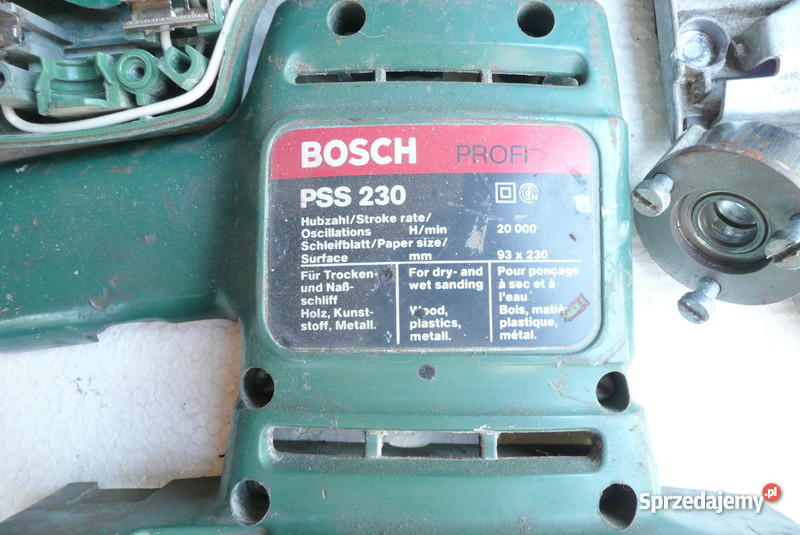 BOSCH PROFI
PSS 230
Hubzahl/Stroke rate/
Oscillations H/min 20 000
Schleifblatt/Paper size/
Surface mm 93 x 230
Für Trocken-
und Naß-
schliff
Holz, Kunst-
stoff, Metall.
For dry- and
wet sanding
Wood,
plastics,
metall.
Pour ponçage
à sec et à
l'eau
Bois, matiè
plastique,
métal.
Sprzedajemy.pl